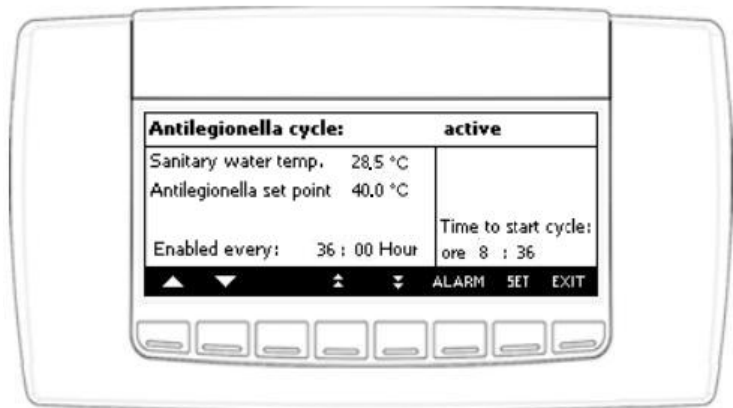 Antilegionella cycle: active
Sanitary water temp. 28,5 °C
Antilegionella set point 40.0 °C
Time to start cycle:
Enabled every: 36 : 00 Hour
ore 8 : 36
ALARM SET EXIT